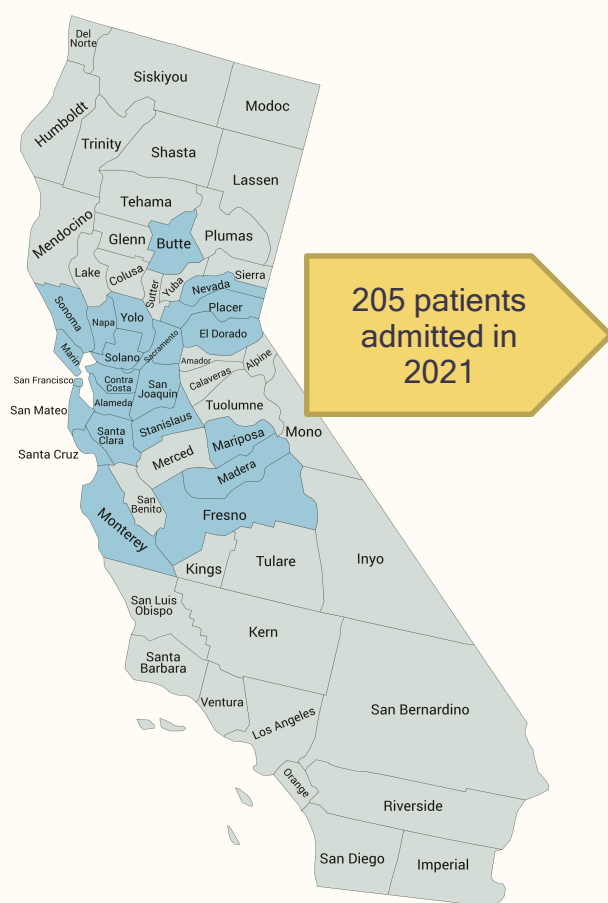 Del
Norte
Siskiyou
Modoc
Humboldt
Trinity
Shasta
Lassen
Tehama
Mendocino
Glenn
Butte
Plumas
Lake
Colusa
Sutter
Yuba
Sierra
Nevada
Placer
El Dorado
Sonoma
Napa
Yolo
Sacramento
Marin
Solano
Amador
Alpine
Calaveras
San Francisco
Contra
Costa
San
Joaquin
Alameda
Tuolumne
San Mateo
Stanislaus
Mono
Santa
Clara
Mariposa
Santa Cruz
Merced
Madera
San
Benito
Fresno
Monterey
Inyo
Kings
Tulare
San Luis
Obispo
Kern
Santa
Barbara
Ventura
Los Angeles
San Bernardino
Orange
Riverside
San Diego
Imperial
205 patients
admitted in
2021